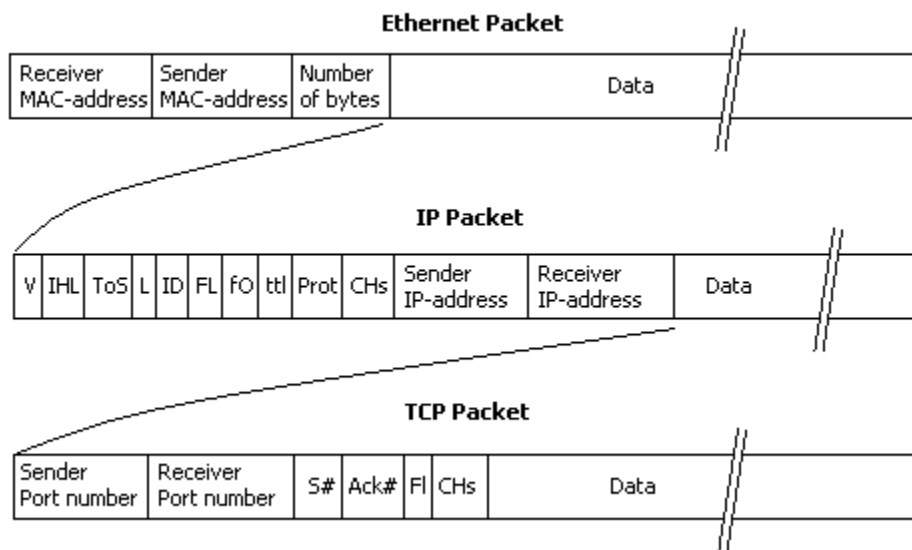 Ethernet Packet
Receiver MAC-address
Sender MAC-address
Number of bytes
Data
IP Packet
V IHL ToS L ID FL fO ttl Prot CHs
Sender IP-address
Receiver IP-address
Data
TCP Packet
Sender Port number
Receiver Port number
S# Ack# Fl CHs
Data